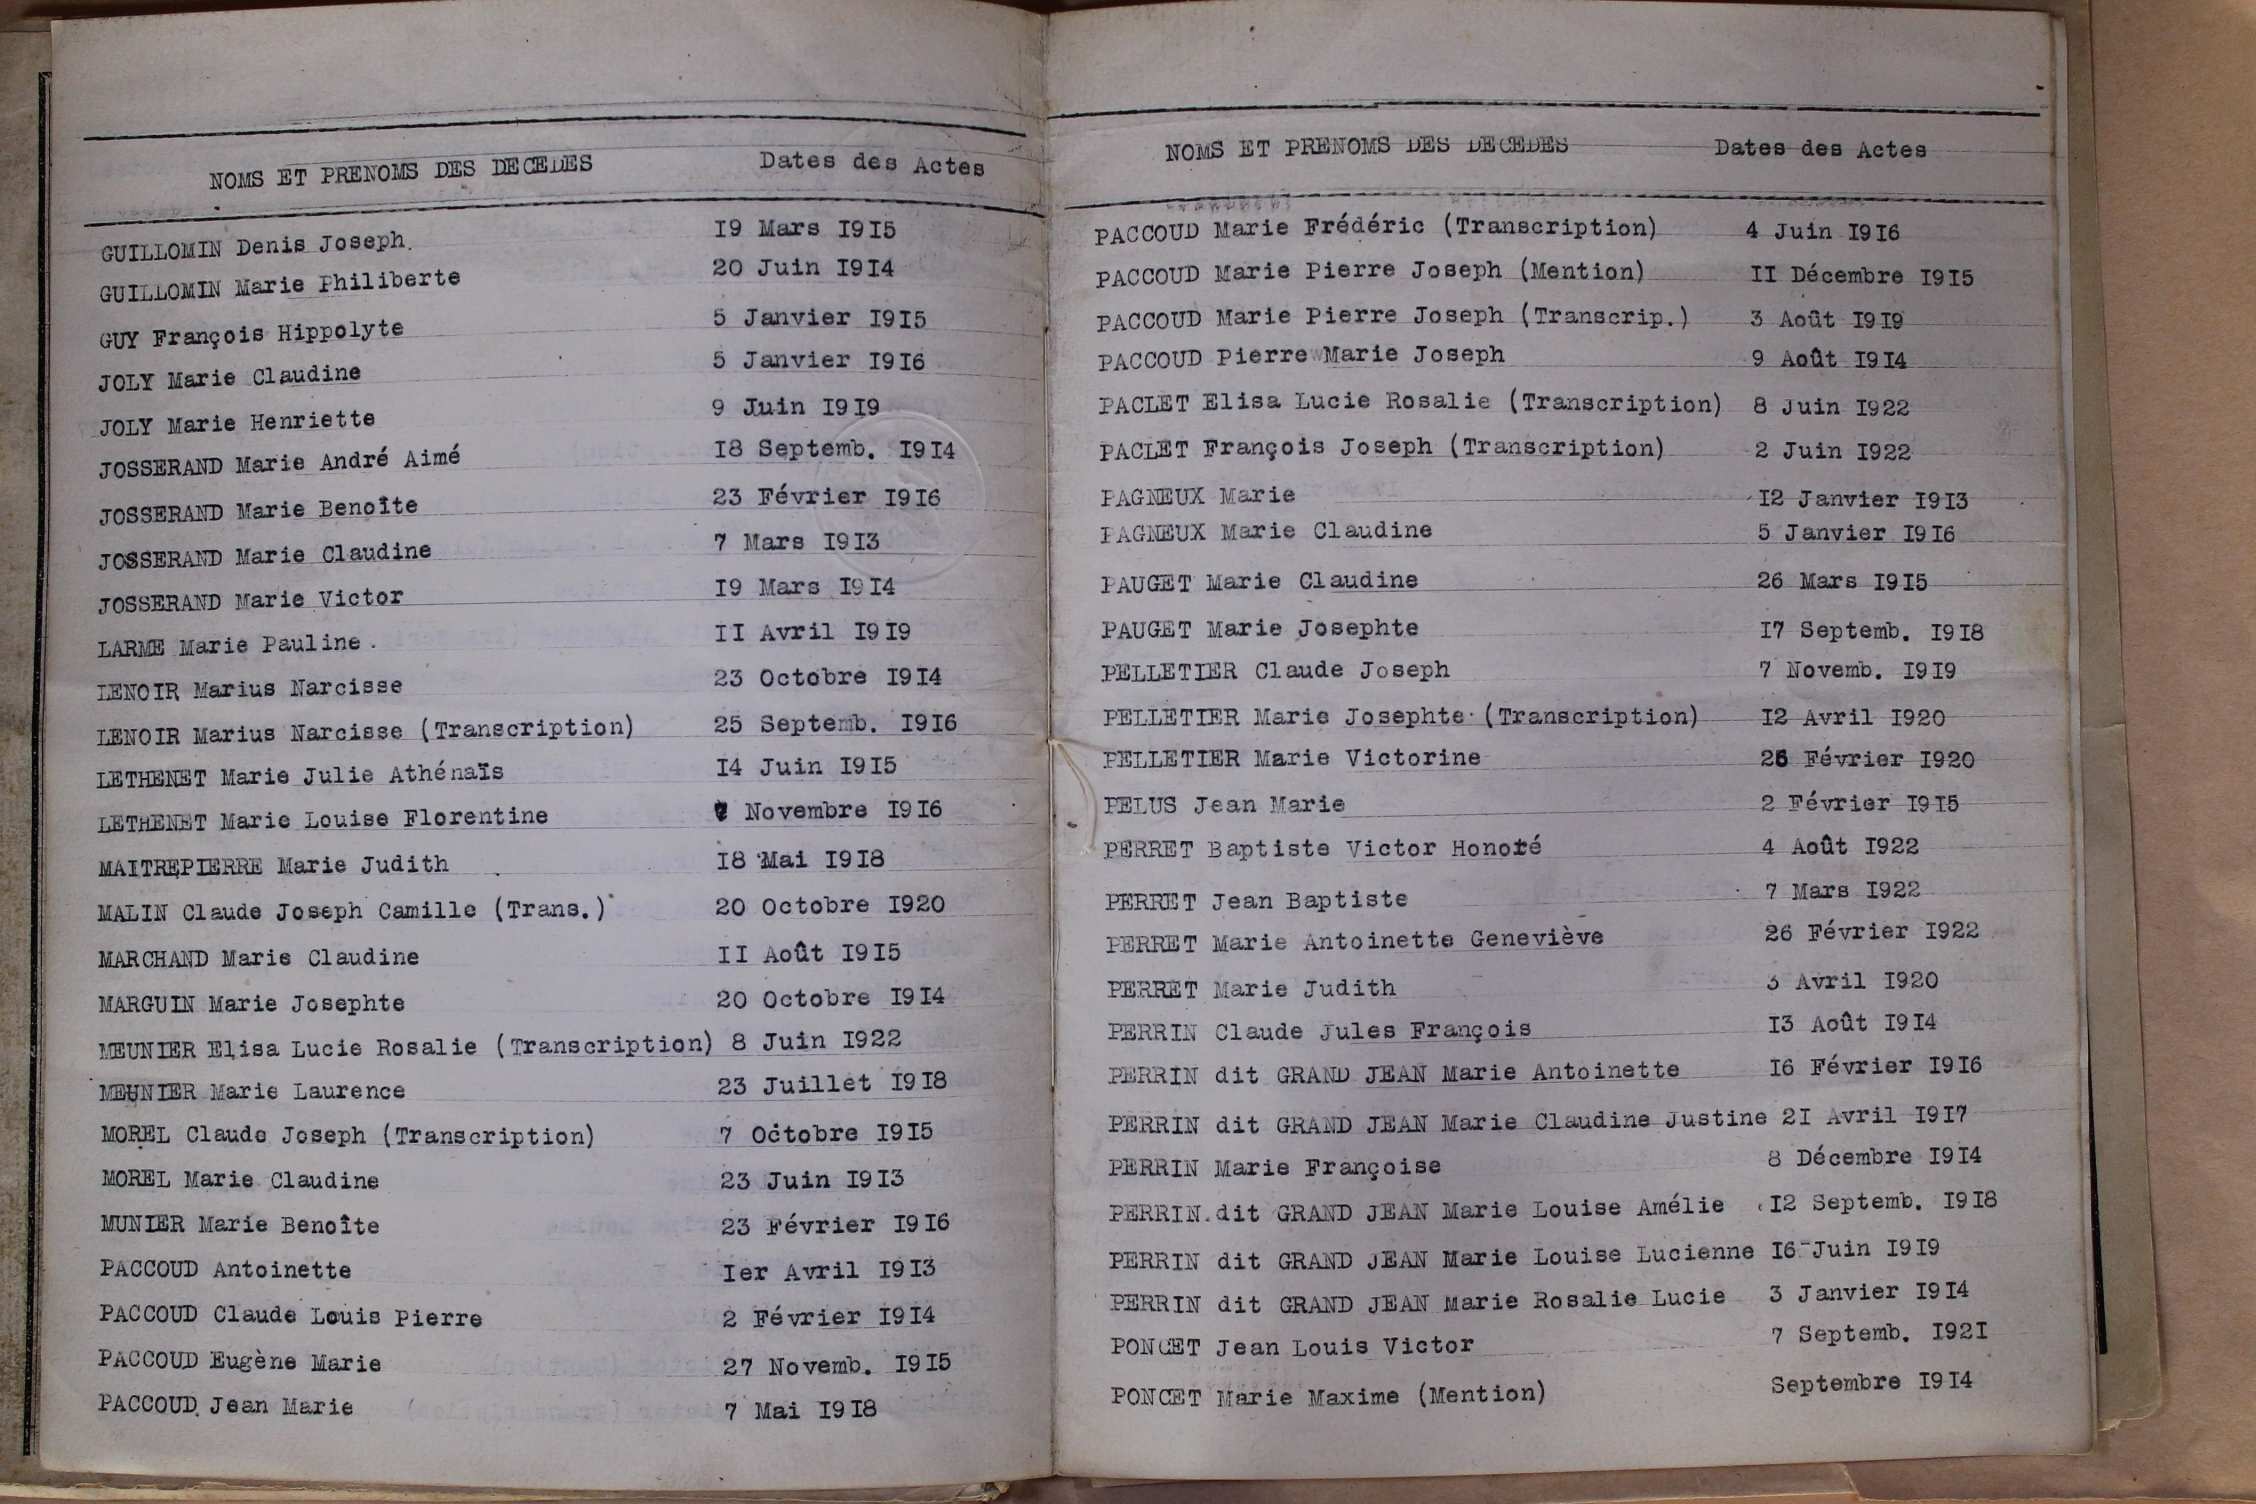 NOMS ET PRENOMS DES DECEDES Dates des Actes
GUILLOMIN Denis Joseph. 19 Mars 1915
GUILLOMIN Marie Philiberte 20 Juin 1914
GUY François Hippolyte 5 Janvier 1915
JOLY Marie Claudine 5 Janvier 1916
JOLY Marie Henriette 9 Juin 1919
JOSSERAND Marie André Aimé 18 Septemb. 1914
JOSSERAND Marie Benoîte 23 Février 1916
JOSSERAND Marie Claudine 7 Mars 1913
JOSSERAND Marie Victor 19 Mars 1914
LARME Marie Pauline. 11 Avril 1919
LENOIR Marius Narcisse 23 Octobre 1914
LENOIR Marius Narcisse (Transcription) 25 Septemb. 1916
LETHENET Marie Julie Athénaïs 14 Juin 1915
LETHENET Marie Louise Florentine Novembre 1916
MAITREPIERRE Marie Judith 18 Mai 1918
MALIN Claude Joseph Camille (Trans.) 20 Octobre 1920
MARCHAND Marie Claudine 11 Août 1915
MARGUIN Marie Josephte 20 Octobre 1914
MEUNIER Elisa Lucie Rosalie (Transcription) 8 Juin 1922
MEUNIER Marie Laurence 23 Juillet 1918
MOREL Claude Joseph (Transcription) 7 Octobre 1915
MOREL Marie Claudine 23 Juin 1913
MUNIER Marie Benoîte 23 Février 1916
PACCOUD Antoinette 1er Avril 1913
PACCOUD Claude Louis Pierre 2 Février 1914
PACCOUD Eugène Marie 27 Novemb. 1915
PACCOUD Jean Marie 7 Mai 1918
NOMS ET PRENOMS DES DECEDES Dates des Actes
PACCOUD Marie Frédéric (Transcription) 4 Juin 1916
PACCOUD Marie Pierre Joseph (Mention) 11 Décembre 1915
PACCOUD Marie Pierre Joseph (Transcrip.) 3 Août 1919
PACCOUD Pierre Marie Joseph 9 Août 1914
PACLET Elisa Lucie Rosalie (Transcription) 8 Juin 1922
PACLET François Joseph (Transcription) 2 Juin 1922
PAGNEUX Marie 12 Janvier 1913
PAGNEUX Marie Claudine 5 Janvier 1916
PAUGET Marie Claudine 26 Mars 1915
PAUGET Marie Josephte 17 Septemb. 1918
PELLETIER Claude Joseph 7 Novemb. 1919
PELLETIER Marie Josephte (Transcription) 12 Avril 1920
PELLETIER Marie Victorine Février 1920
PELUS Jean Marie 2 Février 1915
PERRET Baptiste Victor Honoré 4 Août 1922
PERRET Jean Baptiste 7 Mars 1922
PERRET Marie Antoinette Geneviève 26 Février 1922
PERRET Marie Judith 3 Avril 1920
PERRIN Claude Jules François 13 Août 1914
PERRIN dit GRAND JEAN Marie Antoinette 16 Février 1916
PERRIN dit GRAND JEAN Marie Claudine Justine 21 Avril 1917
PERRIN Marie Françoise 8 Décembre 1914
PERRIN dit GRAND JEAN Marie Louise Amélie 12 Septemb. 1918
PERRIN dit GRAND JEAN Marie Louise Lucienne 16 Juin 1919
PERRIN dit GRAND JEAN Marie Rosalie Lucie 3 Janvier 1914
PONCET Jean Louis Victor 7 Septemb. 1921
PONCET Marie Maxime (Mention) Septembre 1914